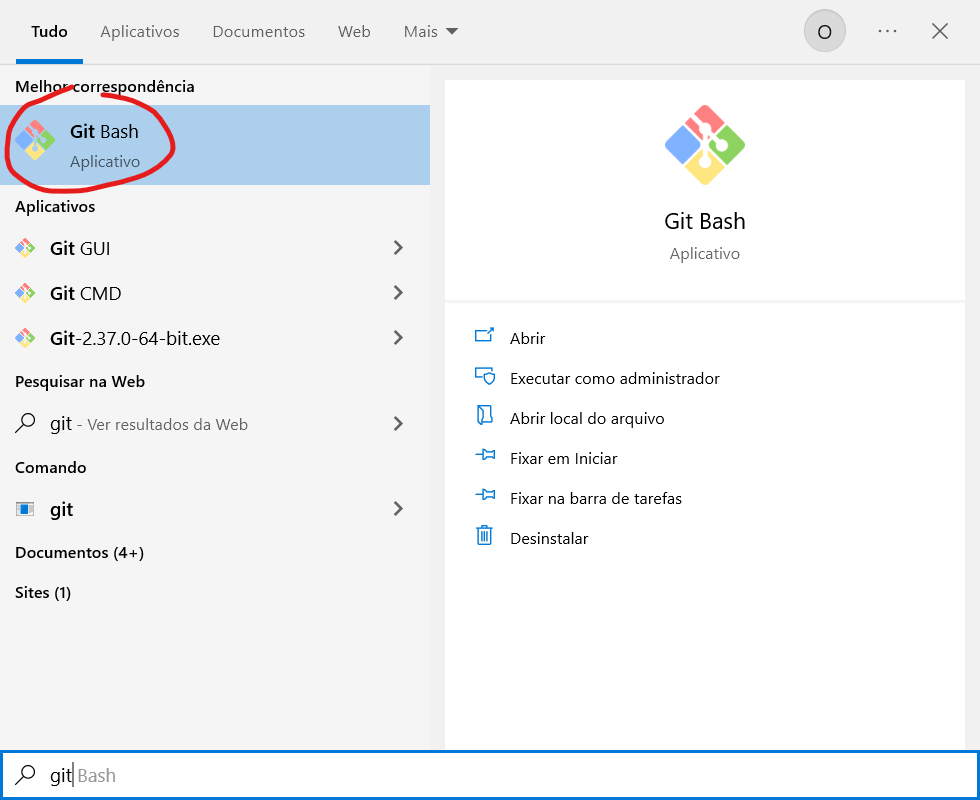 Tudo Aplicativos Documentos Web Mais O ...
Melhor correspondência
Git Bash
Aplicativo
Aplicativos
Git GUI
Git CMD
Git-2.37.0-64-bit.exe
Pesquisar na Web
git - Ver resultados da Web
Comando
git
Documentos (4+)
Sites (1)
Git Bash
Aplicativo
Abrir
Executar como administrador
Abrir local do arquivo
Fixar em Iniciar
Fixar na barra de tarefas
Desinstalar
git Bash